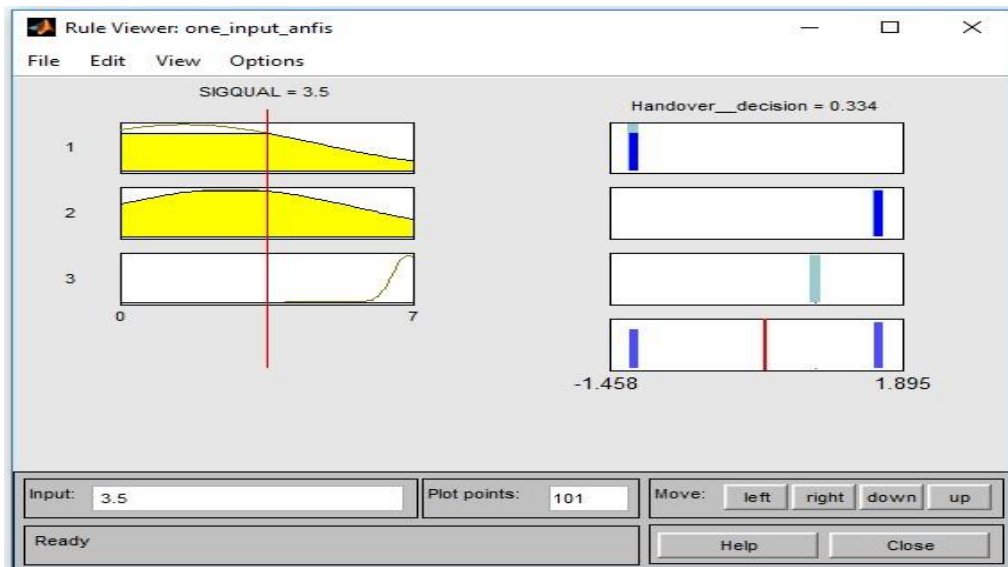 Rule Viewer: one_input_anfis
File Edit View Options
SIGQUAL = 3.5
Handover__decision = 0.334
1
2
3
0 7
-1.458 1.895
Input: 3.5 Plot points: 101 Move: left right down up
Ready Help Close